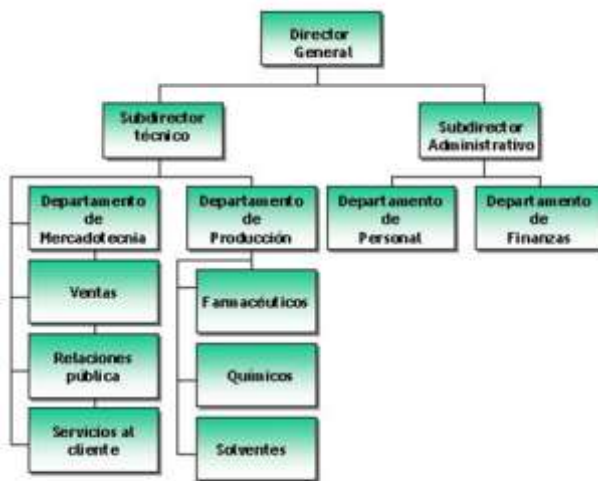 Director
General
Subdirector
técnico
Subdirector
Administrativo
Departamento
de
Mercadotecnia
Departamento
de
Producción
Departamento
de
Personal
Departamento
de
Finanzas
Ventas
Farmacéuticos
Relaciones
pública
Químicos
Servicios al
cliente
Solventes